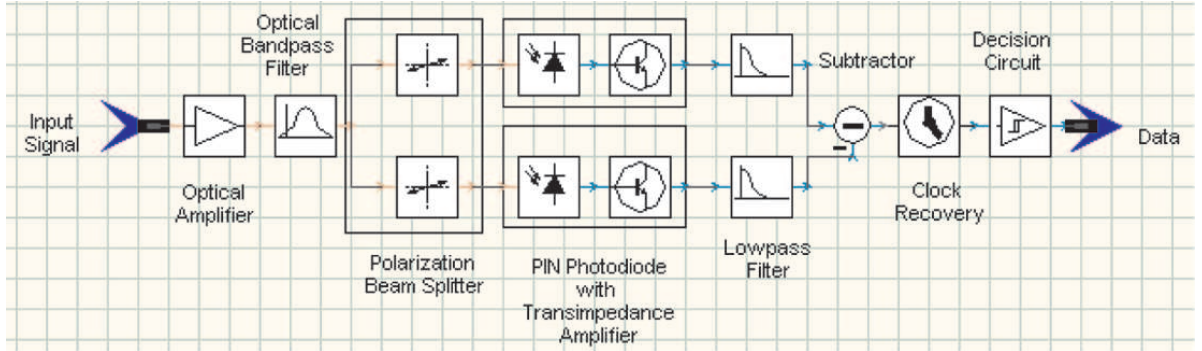 Optical
Bandpass
Filter
Subtractor
Decision
Circuit
Input
Signal
Data
Optical
Amplifier
Clock
Recovery
Polarization
Beam Splitter
PIN Photodiode
with
Transimpedance
Amplifier
Lowpass
Filter